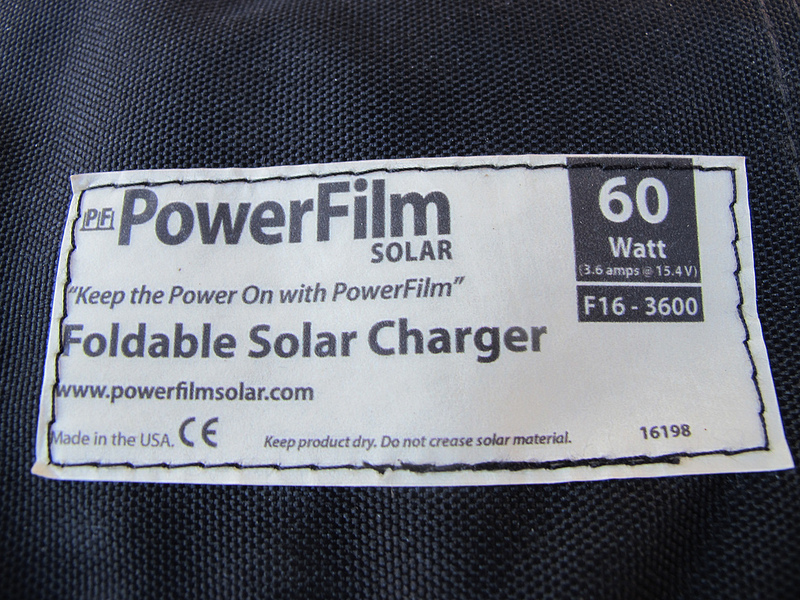 PF PowerFilm
SOLAR
"Keep the Power On with PowerFilm"
Foldable Solar Charger
www.powerfilmsolar.com
Made in the USA. CE
Keep product dry. Do not crease solar material.
16198
60
Watt
(3.6 amps @ 15.4V)
F16 - 3600